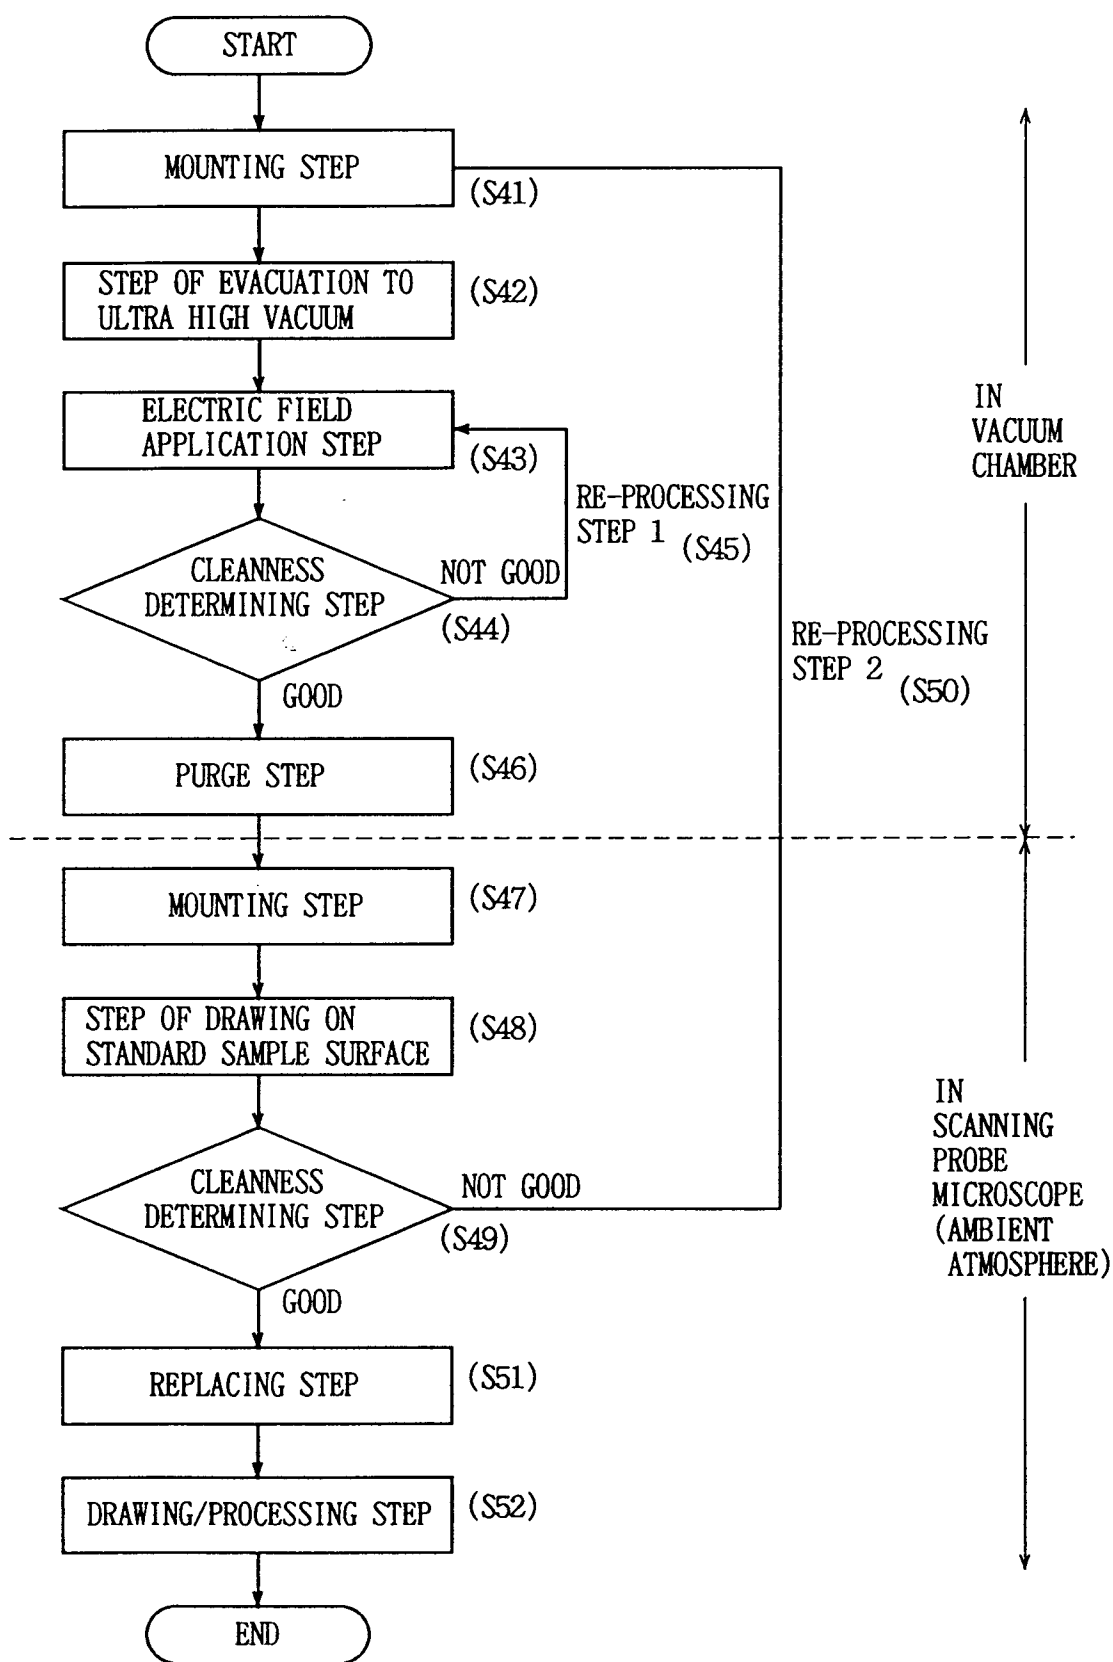 START
MOUNTING STEP
(S41)
STEP OF EVACUATION TO
ULTRA HIGH VACUUM
(S42)
ELECTRIC FIELD
APPLICATION STEP
(S43)
IN
VACUUM
CHAMBER
RE-PROCESSING
STEP 1
(S45)
CLEANNESS
DETERMINING STEP
NOT GOOD
(S44)
RE-PROCESSING
STEP 2
(S50)
GOOD
PURGE STEP
(S46)
MOUNTING STEP
(S47)
STEP OF DRAWING ON
STANDARD SAMPLE SURFACE
(S48)
IN
SCANNING
PROBE
MICROSCOPE
(AMBIENT
ATMOSPHERE)
CLEANNESS
DETERMINING STEP
NOT GOOD
(S49)
GOOD
REPLACING STEP
(S51)
DRAWING/PROCESSING STEP
(S52)
END